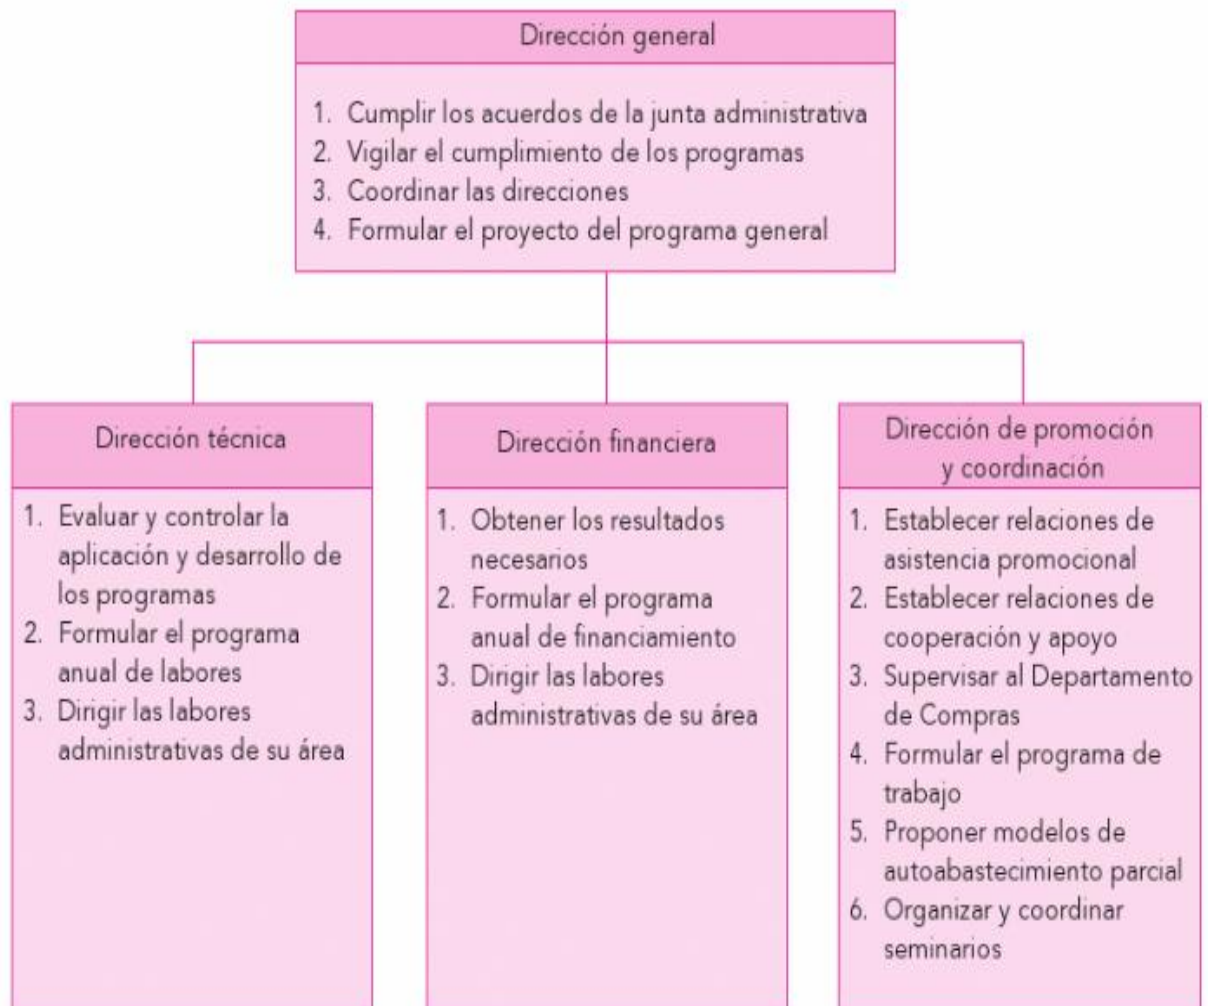 Dirección general
1. Cumplir los acuerdos de la junta administrativa
2. Vigilar el cumplimiento de los programas
3. Coordinar las direcciones
4. Formular el proyecto del programa general
Dirección técnica
1. Evaluar y controlar la
aplicación y desarrollo de
los programas
2. Formular el programa
anual de labores
3. Dirigir las labores
administrativas de su área
Dirección financiera
1. Obtener los resultados
necesarios
2. Formular el programa
anual de financiamiento
3. Dirigir las labores
administrativas de su área
Dirección de promoción
y coordinación
1. Establecer relaciones de
asistencia promocional
2. Establecer relaciones de
cooperación y apoyo
3. Supervisar al Departamento
de Compras
4. Formular el programa de
trabajo
5. Proponer modelos de
autoabastecimiento parcial
6. Organizar y coordinar
seminarios